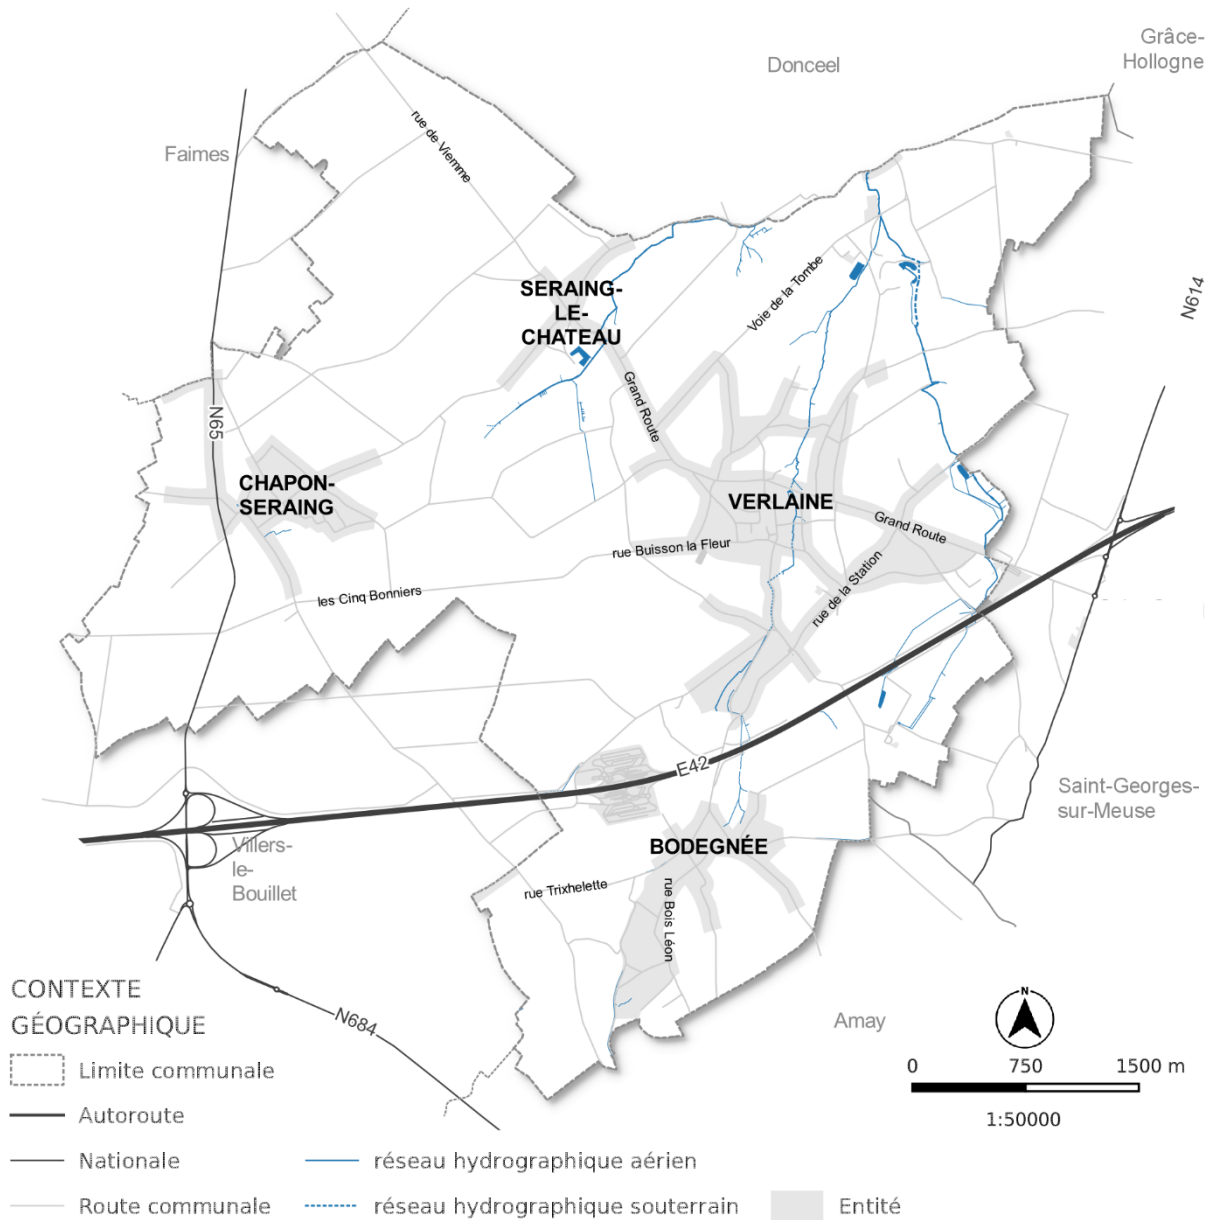 Grâce-
Hollogne
Donceel
Faimes
rue de Viemme
N614
Voie de la Tombe
SERAING-
LE-
CHATEAU
Grand Route
N65
CHAPON-
SERAING
VERLAINE
Grand Route
rue Buisson la Fleur
rue de la Station
les Cinq Bonniers
E42
Saint-Georges-
sur-Meuse
BODEGNÉE
Villers-
le-
Bouillet
rue Trixhelette
rue Bois Léon
N684
Amay
N
0 750 1500 m
1:50000
CONTEXTE
GÉOGRAPHIQUE
Limite communale
Autoroute
Nationale
réseau hydrographique aérien
Route communale
réseau hydrographique souterrain
Entité